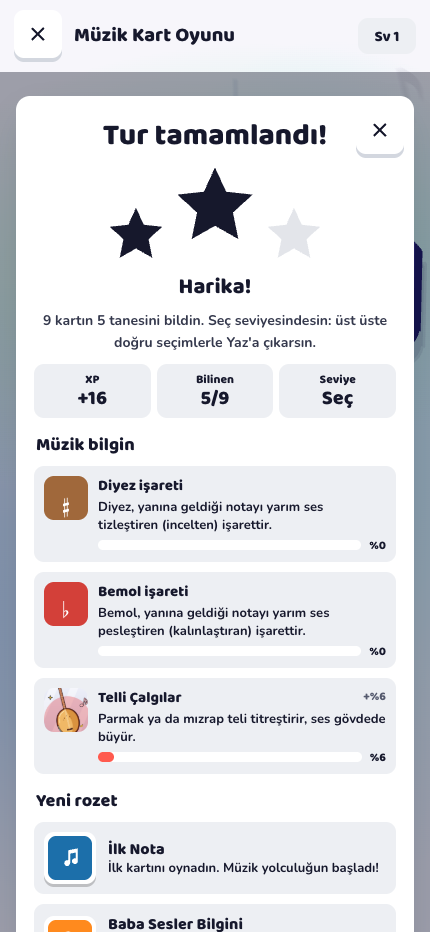 Müzik Kart Oyunu
Sv 1
Tur tamamlandı!
Harika!
9 kartın 5 tanesini bildin. Seç seviyesindesin: üst üste
doğru seçimlerle Yaz'a çıkarsın.
XP
+16
Bilinen
5/9
Seviye
Seç
Müzik bilgin
Diyez işareti
Diyez, yanına geldiği notayı yarım ses
tizleştiren (incelten) işarettir.
%0
Bemol işareti
Bemol, yanına geldiği notayı yarım ses
pesleştiren (kalınlaştıran) işarettir.
%0
Telli Çalgılar
+%6
Parmak ya da mızrap teli titreştirir, ses gövdede
büyür.
%6
Yeni rozet
İlk Nota
İlk kartını oynadın. Müzik yolculuğun başladı!
Baba Sesler Bilgini